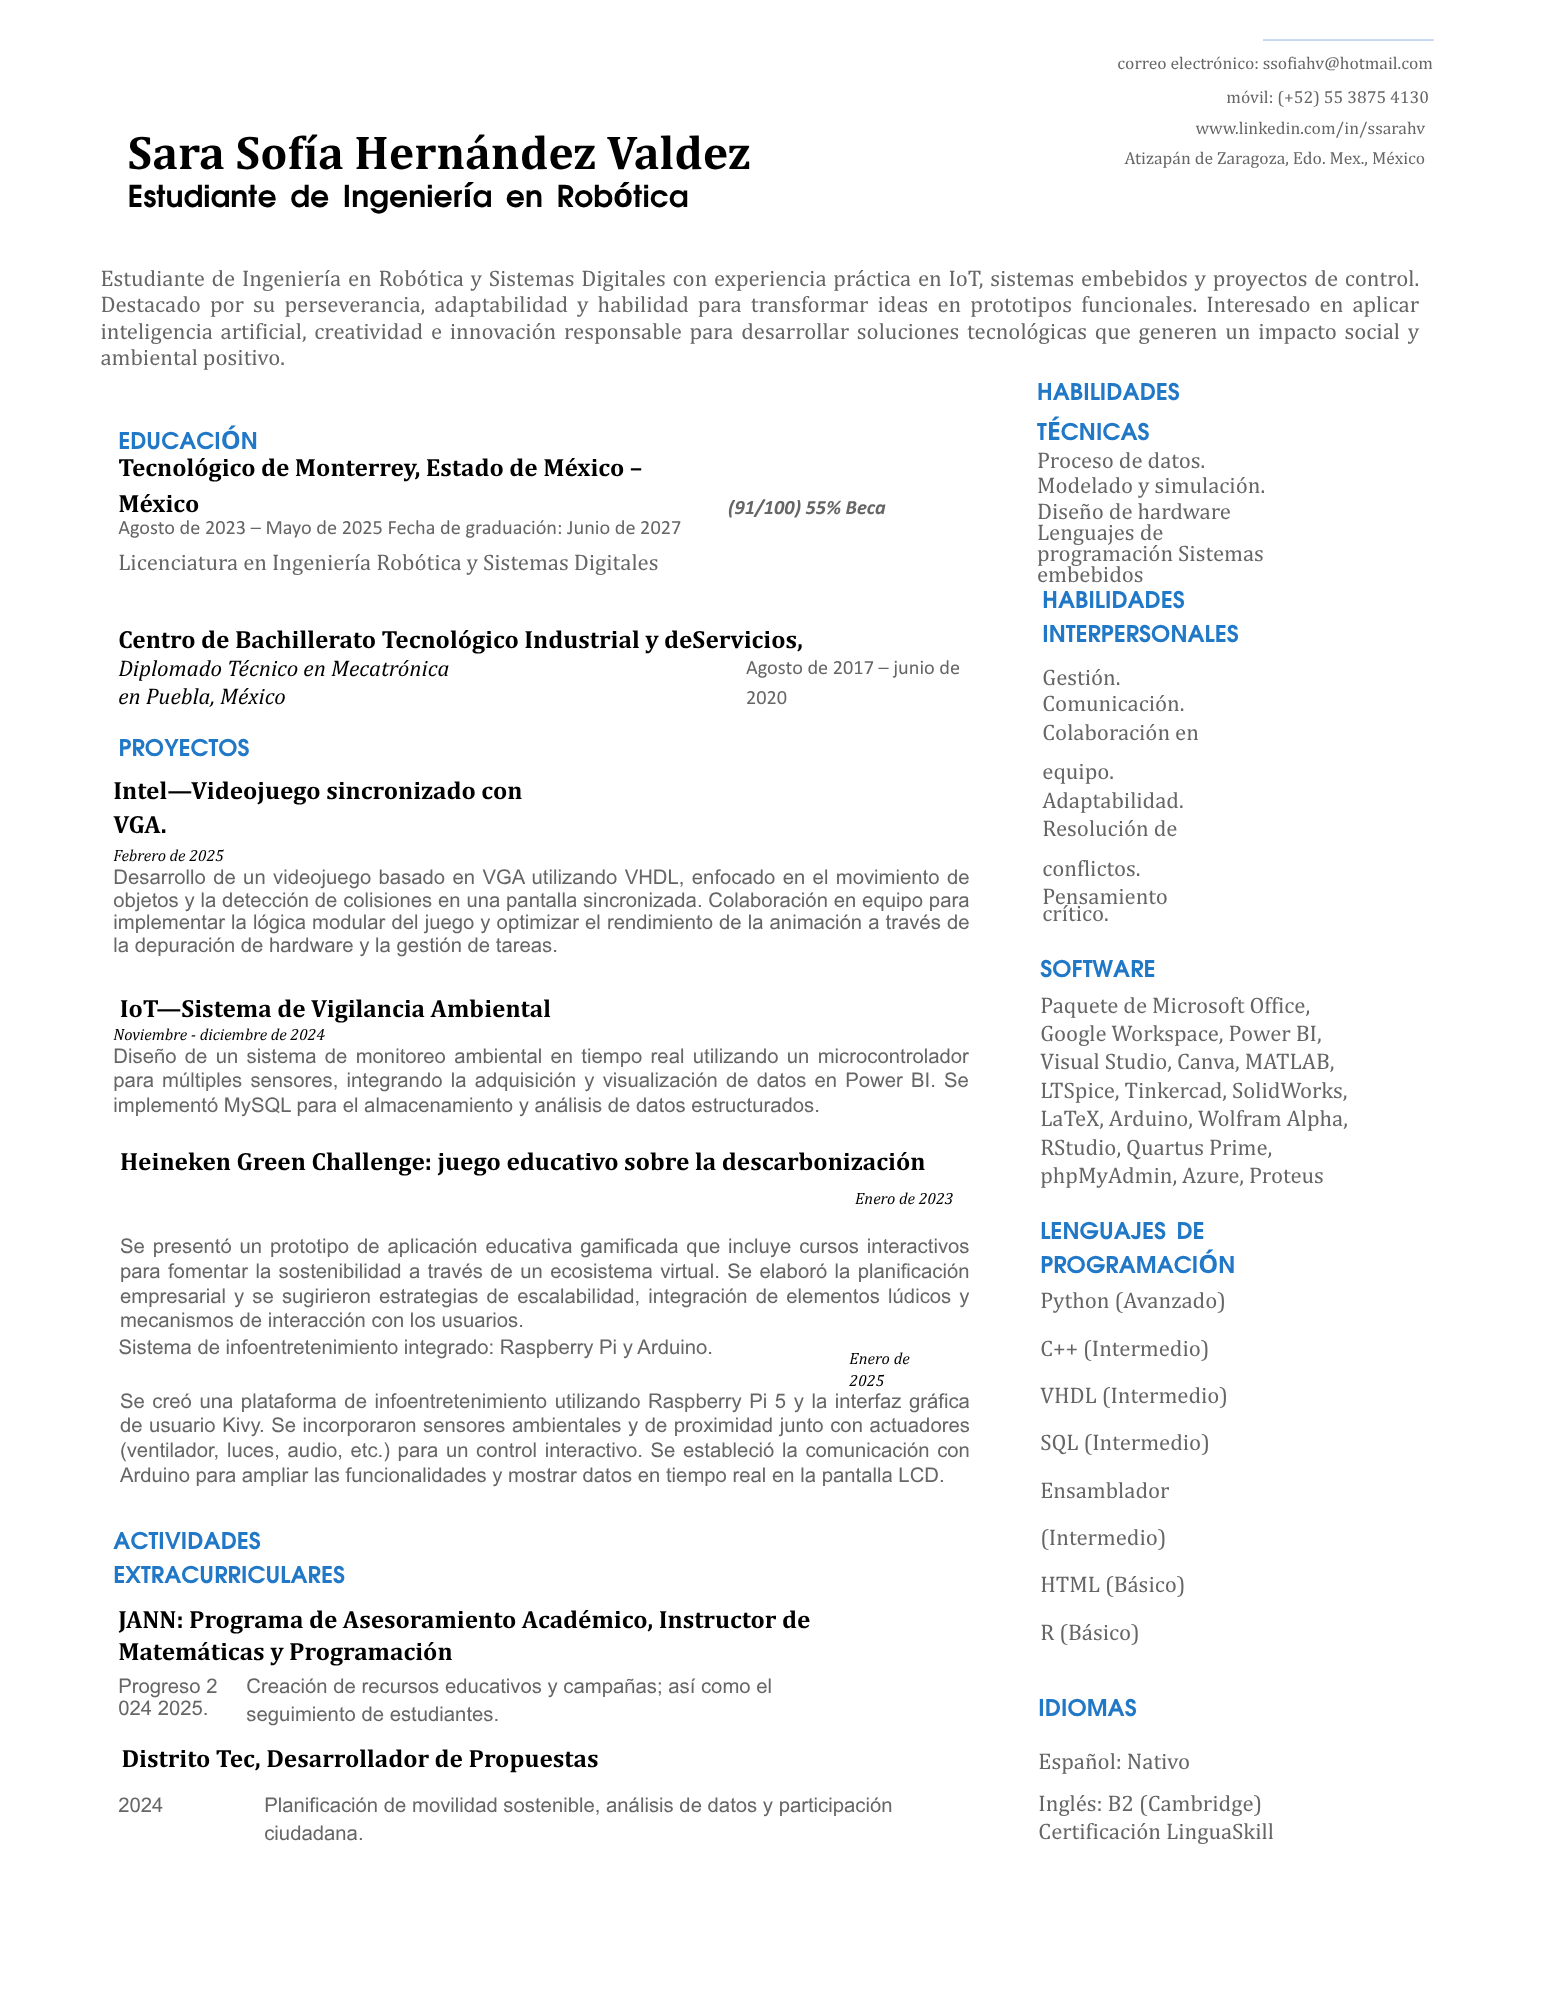 correo electrónico: ssofiahv@hotmail.com
móvil: (+52) 55 3875 4130
www.linkedin.com/in/ssarahv
Atizapán de Zaragoza, Edo. Mex., México
Sara Sofía Hernández Valdez
Estudiante de Ingeniería en Robótica
Estudiante de Ingeniería en Robótica y Sistemas Digitales con experiencia práctica en IoT, sistemas embebidos y proyectos de control.
Destacado por su perseverancia, adaptabilidad y habilidad para transformar ideas en prototipos funcionales. Interesado en aplicar
inteligencia artificial, creatividad e innovación responsable para desarrollar soluciones tecnológicas que generen un impacto social y
ambiental positivo.
EDUCACIÓN
Tecnológico de Monterrey, Estado de México –
México
(91/100) 55% Beca
Agosto de 2023 – Mayo de 2025 Fecha de graduación: Junio de 2027
Licenciatura en Ingeniería Robótica y Sistemas Digitales
Centro de Bachillerato Tecnológico Industrial y deServicios,
Diplomado Técnico en Mecatrónica
en Puebla, México
Agosto de 2017 – junio de
2020
PROYECTOS
Intel—Videojuego sincronizado con
VGA.
Febrero de 2025
Desarrollo de un videojuego basado en VGA utilizando VHDL, enfocado en el movimiento de
objetos y la detección de colisiones en una pantalla sincronizada. Colaboración en equipo para
implementar la lógica modular del juego y optimizar el rendimiento de la animación a través de
la depuración de hardware y la gestión de tareas.
IoT—Sistema de Vigilancia Ambiental
Noviembre - diciembre de 2024
Diseño de un sistema de monitoreo ambiental en tiempo real utilizando un microcontrolador
para múltiples sensores, integrando la adquisición y visualización de datos en Power BI. Se
implementó MySQL para el almacenamiento y análisis de datos estructurados.
Heineken Green Challenge: juego educativo sobre la descarbonización
Enero de 2023
Se presentó un prototipo de aplicación educativa gamificada que incluye cursos interactivos
para fomentar la sostenibilidad a través de un ecosistema virtual. Se elaboró la planificación
empresarial y se sugirieron estrategias de escalabilidad, integración de elementos lúdicos y
mecanismos de interacción con los usuarios.
Sistema de infoentretenimiento integrado: Raspberry Pi y Arduino.
Enero de
2025
Se creó una plataforma de infoentretenimiento utilizando Raspberry Pi 5 y la interfaz gráfica
de usuario Kivy. Se incorporaron sensores ambientales y de proximidad junto con actuadores
(ventilador, luces, audio, etc.) para un control interactivo. Se estableció la comunicación con
Arduino para ampliar las funcionalidades y mostrar datos en tiempo real en la pantalla LCD.
ACTIVIDADES
EXTRACURRICULARES
JANN: Programa de Asesoramiento Académico, Instructor de
Matemáticas y Programación
Progreso 2
024 2025.
Creación de recursos educativos y campañas; así como el
seguimiento de estudiantes.
Distrito Tec, Desarrollador de Propuestas
2024
Planificación de movilidad sostenible, análisis de datos y participación
ciudadana.
HABILIDADES
TÉCNICAS
Proceso de datos.
Modelado y simulación.
Diseño de hardware
Lenguajes de
programación Sistemas
embebidos
HABILIDADES
INTERPERSONALES
Gestión.
Comunicación.
Colaboración en
equipo.
Adaptabilidad.
Resolución de
conflictos.
Pensamiento
crítico.
SOFTWARE
Paquete de Microsoft Office,
Google Workspace, Power BI,
Visual Studio, Canva, MATLAB,
LTSpice, Tinkercad, SolidWorks,
LaTeX, Arduino, Wolfram Alpha,
RStudio, Quartus Prime,
phpMyAdmin, Azure, Proteus
LENGUAJES DE
PROGRAMACIÓN
Python (Avanzado)
C++ (Intermedio)
VHDL (Intermedio)
SQL (Intermedio)
Ensamblador
(Intermedio)
HTML (Básico)
R (Básico)
IDIOMAS
Español: Nativo
Inglés: B2 (Cambridge)
Certificación LinguaSkill